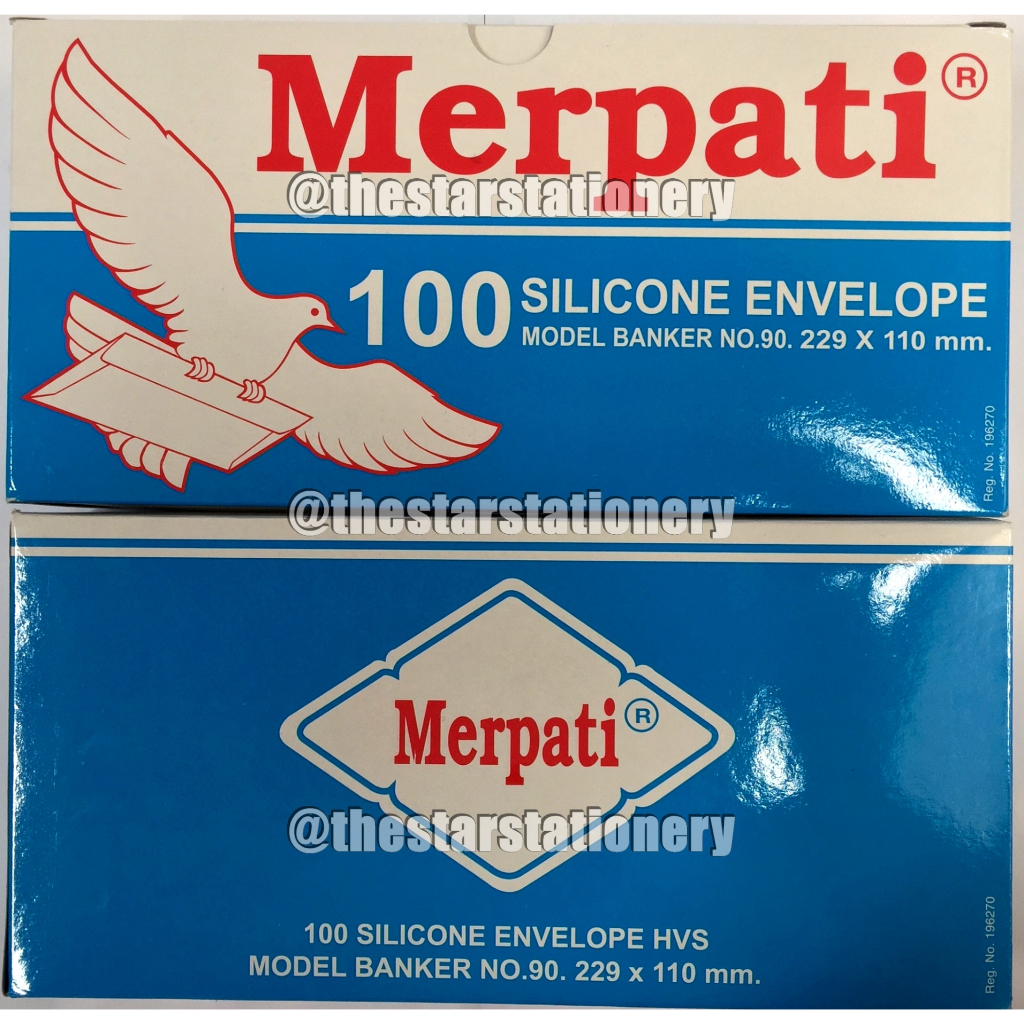 Merpati®
@thestarstationery
100 SILICONE ENVELOPE
MODEL BANKER NO.90. 229 X 110 mm.
Reg. No. 196270
@thestarstationery
Merpati®
@thestarstationery
100 SILICONE ENVELOPE HVS
MODEL BANKER NO.90. 229 x 110 mm.
Reg. No. 196270